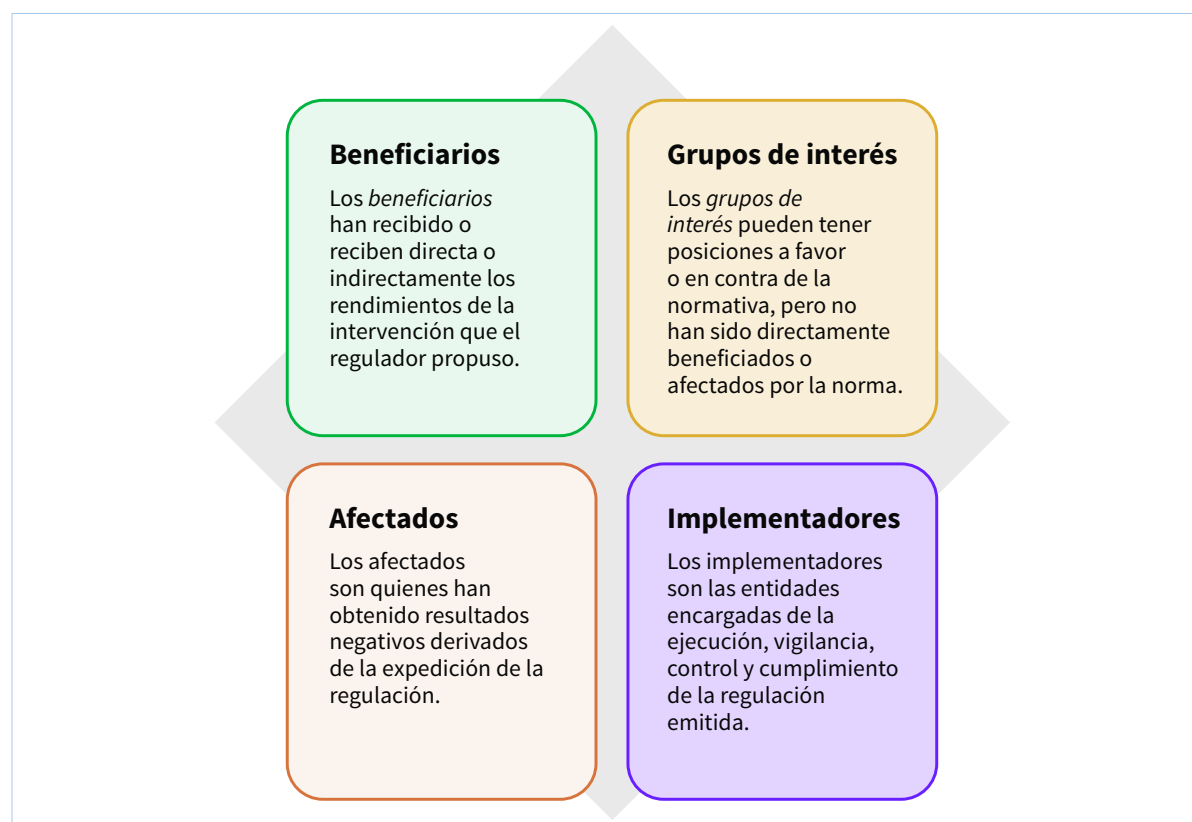 Beneficiarios
Los beneficiarios
han recibido o
reciben directa o
indirectamente los
rendimientos de la
intervención que el
regulador propuso.
Grupos de interés
Los grupos de
interés pueden tener
posiciones a favor
o en contra de la
normativa, pero no
han sido directamente
beneficiados o
afectados por la norma.
Afectados
Los afectados
son quienes han
obtenido resultados
negativos derivados
de la expedición de la
regulación.
Implementadores
Los implementadores
son las entidades
encargadas de la
ejecución, vigilancia,
control y cumplimiento
de la regulación
emitida.